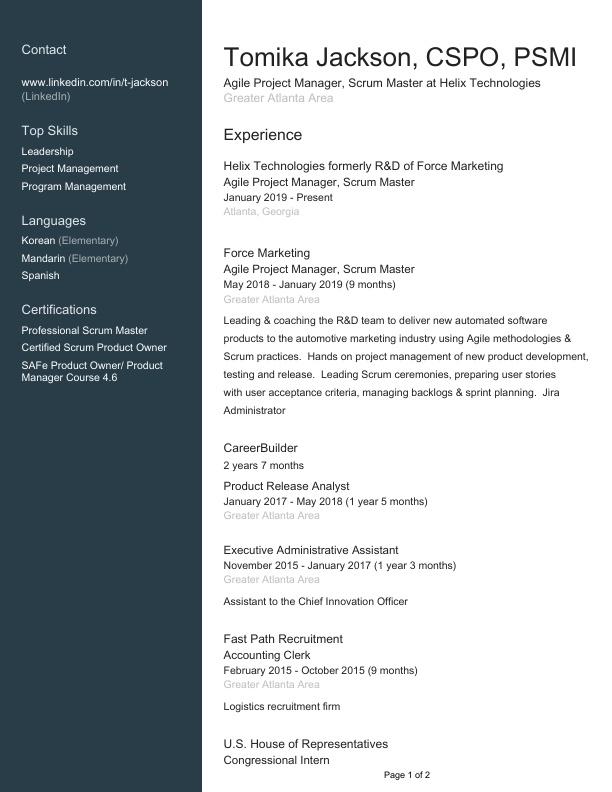 Contact
www.linkedin.com/in/t-jackson
(LinkedIn)
Top Skills
Leadership
Project Management
Program Management
Languages
Korean (Elementary)
Mandarin (Elementary)
Spanish
Certifications
Professional Scrum Master
Certified Scrum Product Owner
SAFe Product Owner/ Product
Manager Course 4.6
Tomika Jackson, CSPO, PSMI
Agile Project Manager, Scrum Master at Helix Technologies
Greater Atlanta Area
Experience
Helix Technologies formerly R&D of Force Marketing
Agile Project Manager, Scrum Master
January 2019 - Present
Atlanta, Georgia
Force Marketing
Agile Project Manager, Scrum Master
May 2018 - January 2019 (9 months)
Greater Atlanta Area
Leading & coaching the R&D team to deliver new automated software
products to the automotive marketing industry using Agile methodologies &
Scrum practices.  Hands on project management of new product development,
testing and release.  Leading Scrum ceremonies, preparing user stories
with user acceptance criteria, managing backlogs & sprint planning.  Jira
Administrator
CareerBuilder
2 years 7 months
Product Release Analyst
January 2017 - May 2018 (1 year 5 months)
Greater Atlanta Area
Executive Administrative Assistant
November 2015 - January 2017 (1 year 3 months)
Greater Atlanta Area
Assistant to the Chief Innovation Officer
Fast Path Recruitment
Accounting Clerk
February 2015 - October 2015 (9 months)
Greater Atlanta Area
Logistics recruitment firm
U.S. House of Representatives
Congressional Intern
Page 1 of 2